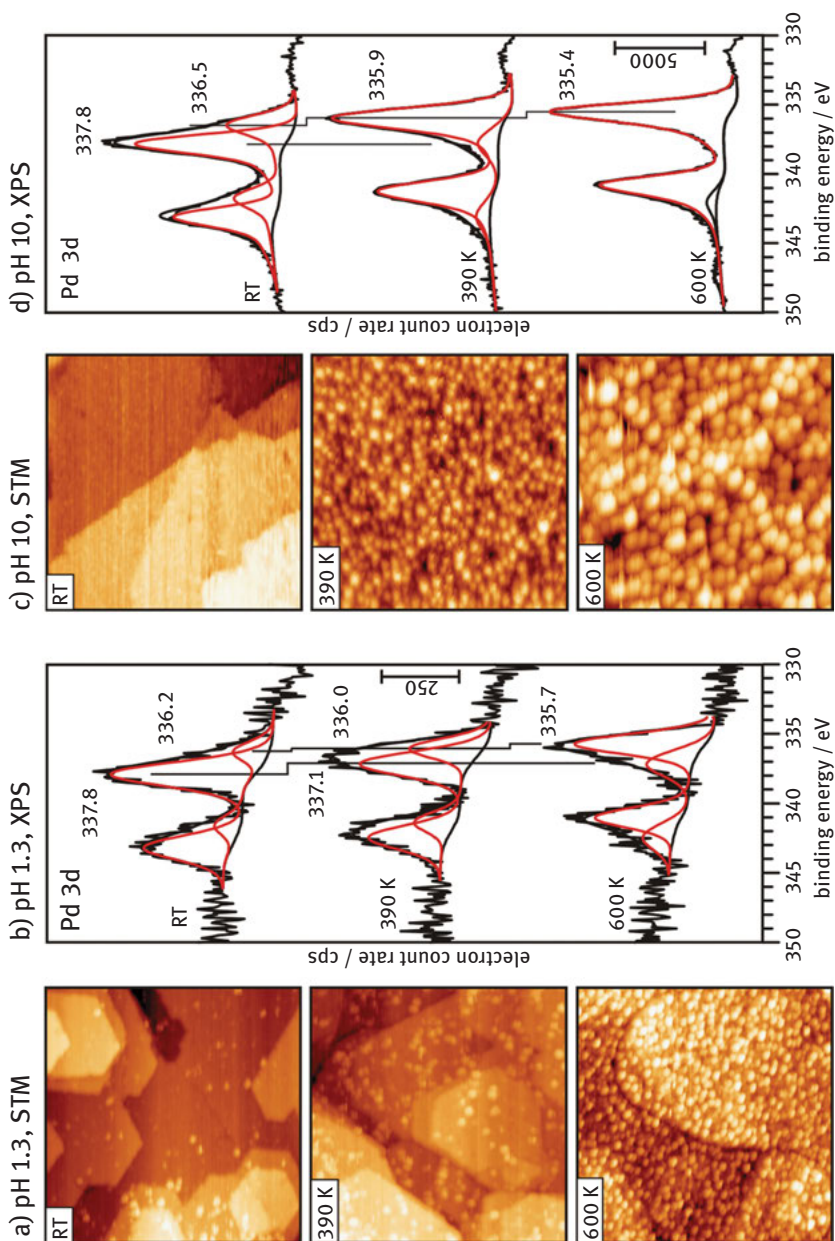 a) pH 1.3, STM
RT
390 K
600 K
b) pH 1.3, XPS
Pd 3d
337.8
336.2
RT
337.1
336.0
390 K
250
335.7
600 K
350
345
340
335
330
binding energy / eV
electron count rate / cps
c) pH 10, STM
RT
390 K
600 K
d) pH 10, XPS
Pd 3d
337.8
336.5
RT
335.9
390 K
335.4
5000
600 K
350
345
340
335
330
binding energy / eV
electron count rate / cps